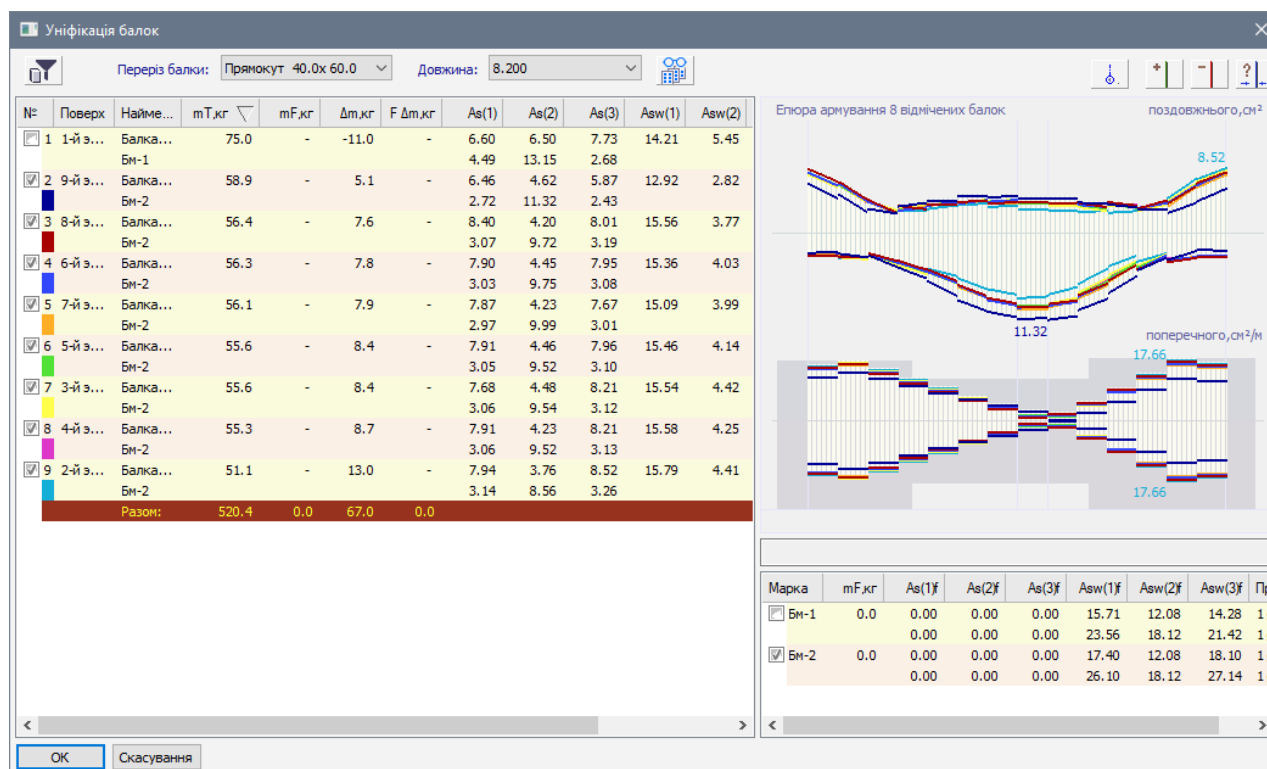 Уніфікація балок
Переріз балки: Прямокут 40.0x 60.0 Довжина: 8.200
№ Поверх Найме... mT,кг mF,кг Δm,кг F Δm,кг As(1) As(2) As(3) Asw(1) Asw(2)
1 1-й э... Балка... 75.0 - -11.0 - 6.60 6.50 7.73 14.21 5.45
Бм-1 4.49 13.15 2.68
2 9-й э... Балка... 58.9 - 5.1 - 6.46 4.62 5.87 12.92 2.82
Бм-2 2.72 11.32 2.43
3 8-й э... Балка... 56.4 - 7.6 - 8.40 4.20 8.01 15.56 3.77
Бм-2 3.07 9.72 3.19
4 6-й э... Балка... 56.3 - 7.8 - 7.90 4.45 7.95 15.36 4.03
Бм-2 3.03 9.75 3.08
5 7-й э... Балка... 56.1 - 7.9 - 7.87 4.23 7.67 15.09 3.99
Бм-2 2.97 9.99 3.01
6 5-й э... Балка... 55.6 - 8.4 - 7.91 4.46 7.96 15.46 4.14
Бм-2 3.05 9.52 3.10
7 3-й э... Балка... 55.6 - 8.4 - 7.68 4.48 8.21 15.54 4.42
Бм-2 3.06 9.54 3.12
8 4-й э... Балка... 55.3 - 8.7 - 7.91 4.23 8.21 15.58 4.25
Бм-2 3.06 9.52 3.13
9 2-й э... Балка... 51.1 - 13.0 - 7.94 3.76 8.52 15.79 4.41
Бм-2 3.14 8.56 3.26
Разом: 520.4 0.0 67.0 0.0
Епюра армування 8 відмічених балок поздовжнього,см²
8.52
11.32
поперечного,см²/м
17.66
17.66
Марка mF,кг As(1)f As(2)f As(3)f Asw(1)f Asw(2)f Asw(3)f
Бм-1 0.0 0.00 0.00 0.00 15.71 12.08 14.28 1
0.00 0.00 0.00 23.56 18.12 21.42 1
Бм-2 0.0 0.00 0.00 0.00 17.40 12.08 18.10 1
0.00 0.00 0.00 26.10 18.12 27.14 1
OK Скасування